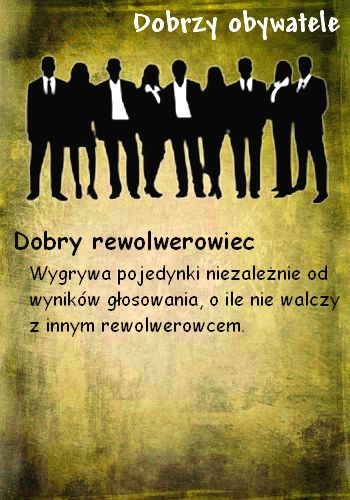 Dobrzy obywatele
Dobry rewolwerowiec
Wygrywa pojedynki niezależnie od
wyników głosowania, o ile nie walczy
z innym rewolwerowcem.